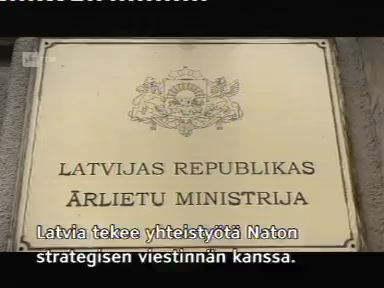 LATVIJAS REPUBLIKAS
ĀRLIETU MINISTRIJA
Latvia tekee yhteistyötä Naton
strategisen viestinnän kanssa.